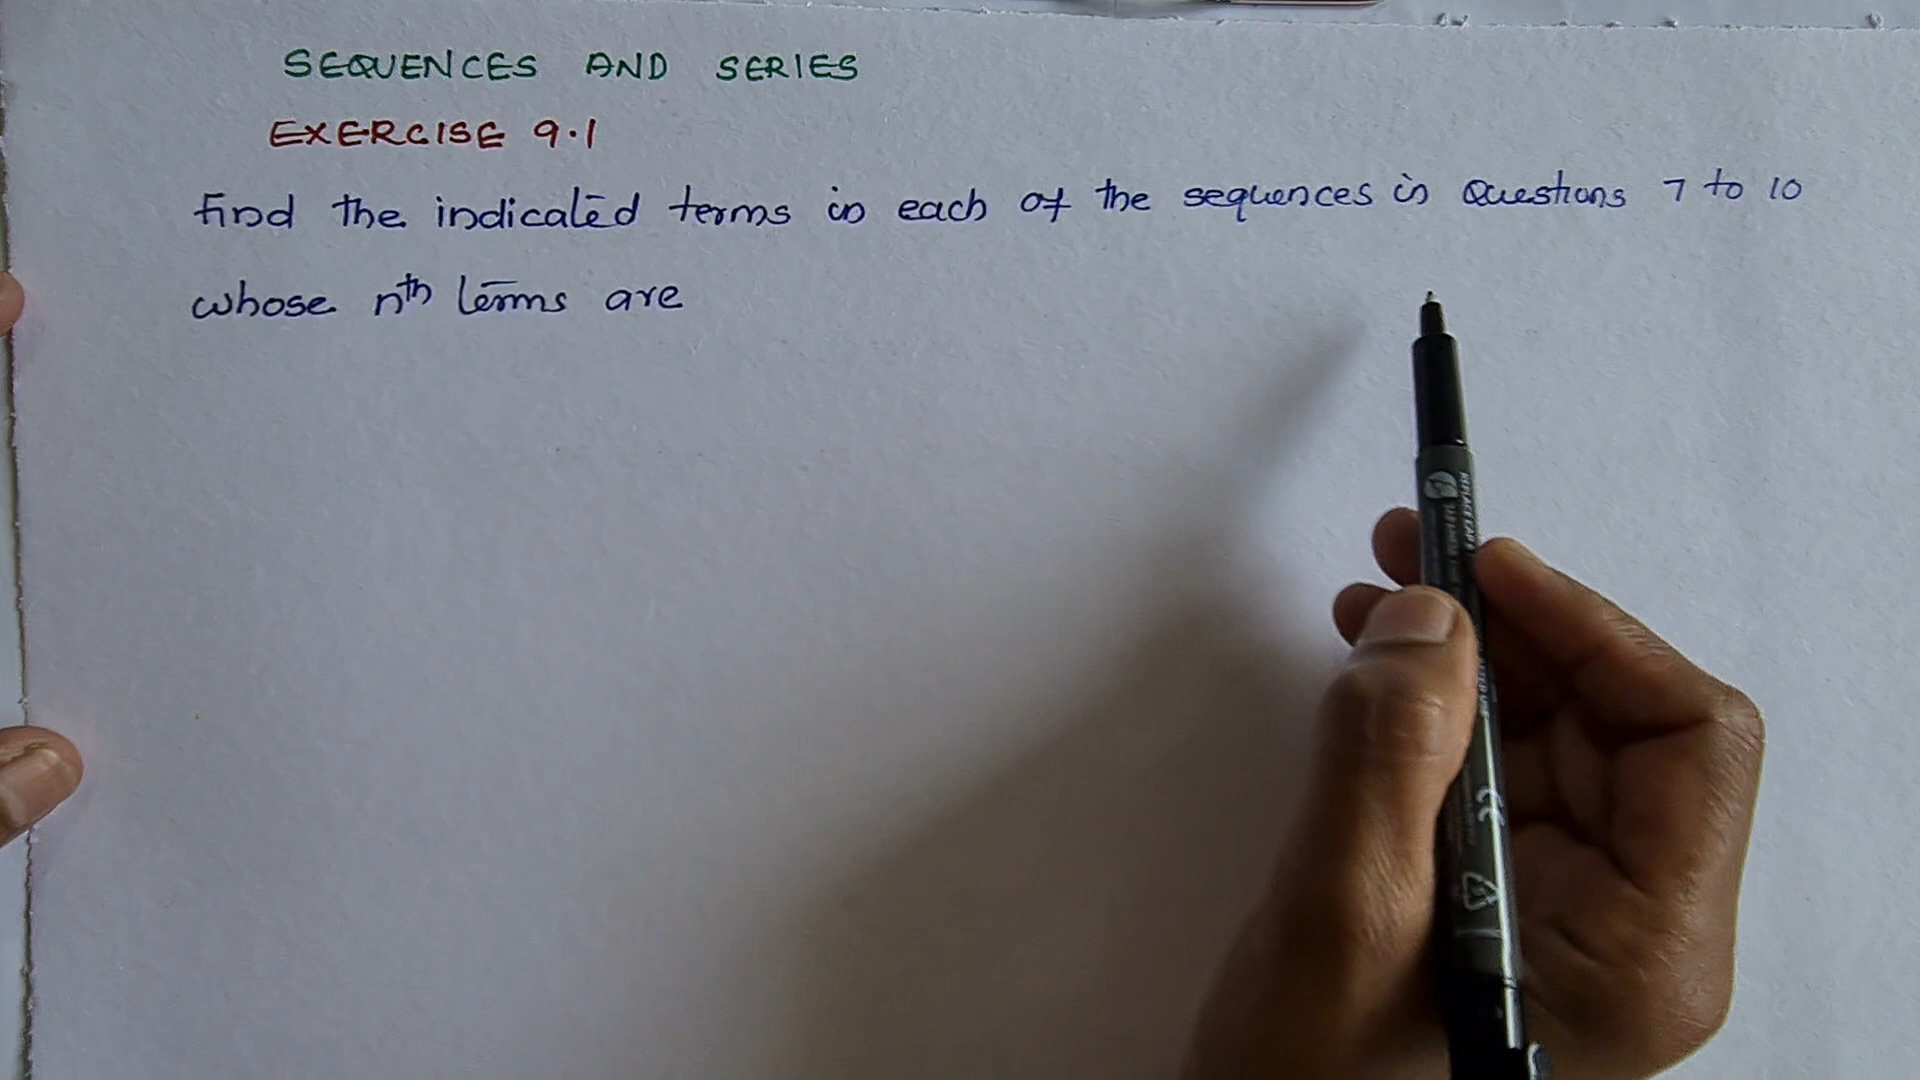 SEQUENCES AND SERIES
EXERCISE 9.1
Find the indicated terms in each of the sequences in Questions 7 to 10
whose nth terms are
CE